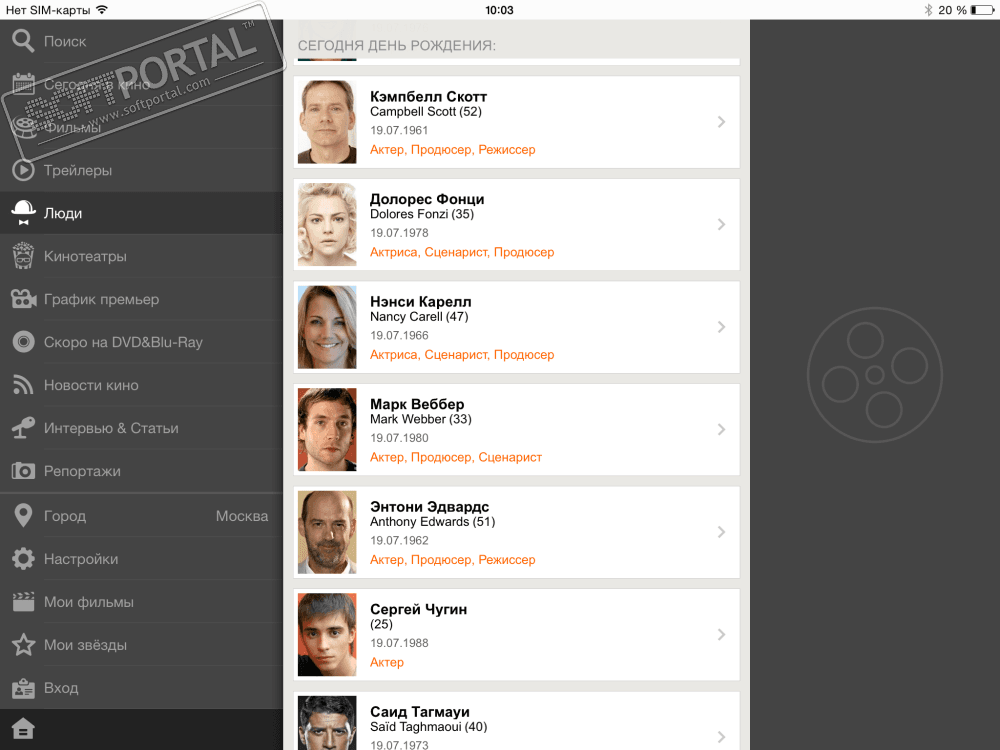 Нет SIM-карты
10:03
20 %
SOFTPORTAL™
www.softportal.com
Поиск
Сегодня в кино
Фильмы
Трейлеры
Люди
Кинотеатры
График премьер
Скоро на DVD&Blu-Ray
Новости кино
Интервью & Статьи
Репортажи
Город Москва
Настройки
Мои фильмы
Мои звёзды
Вход
СЕГОДНЯ ДЕНЬ РОЖДЕНИЯ:
Кэмпбелл Скотт
Campbell Scott (52)
19.07.1961
Актер, Продюсер, Режиссер
Долорес Фонци
Dolores Fonzi (35)
19.07.1978
Актриса, Сценарист, Продюсер
Нэнси Карелл
Nancy Carell (47)
19.07.1966
Актриса, Сценарист, Продюсер
Марк Веббер
Mark Webber (33)
19.07.1980
Актер, Продюсер, Сценарист
Энтони Эдвардс
Anthony Edwards (51)
19.07.1962
Актер, Продюсер, Режиссер
Сергей Чугин
(25)
19.07.1988
Актер
Саид Тагмауи
Saïd Taghmaoui (40)
19.07.1973